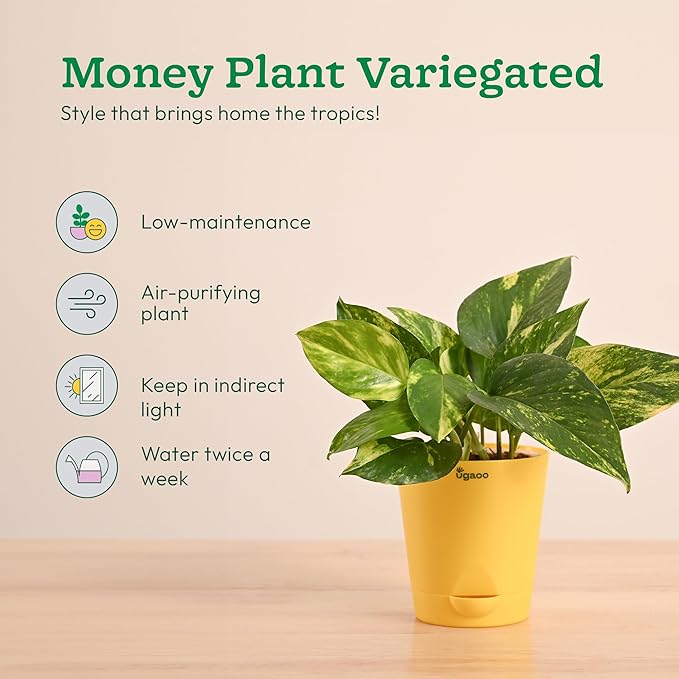 Money Plant Variegated
Style that brings home the tropics!
Low-maintenance
Air-purifying
plant
Keep in indirect
light
Water twice a
week
ugaoo